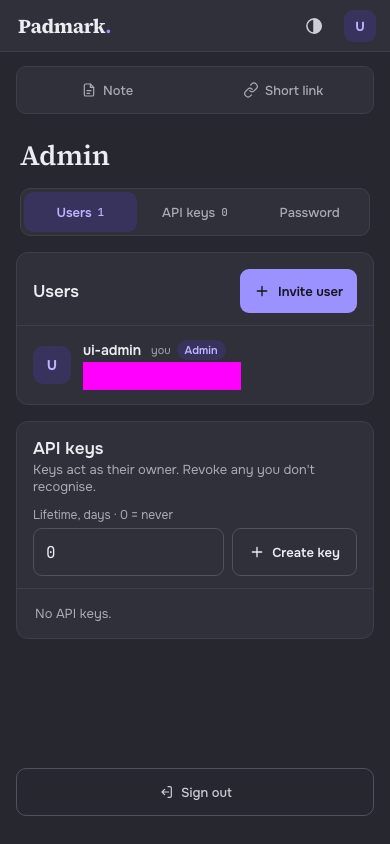 Padmark.
U
Note
Short link
Admin
Users 1
API keys 0
Password
Users
Invite user
U
ui-admin you Admin
API keys
Keys act as their owner. Revoke any you don't
recognise.
Lifetime, days · 0 = never
0
Create key
No API keys.
Sign out